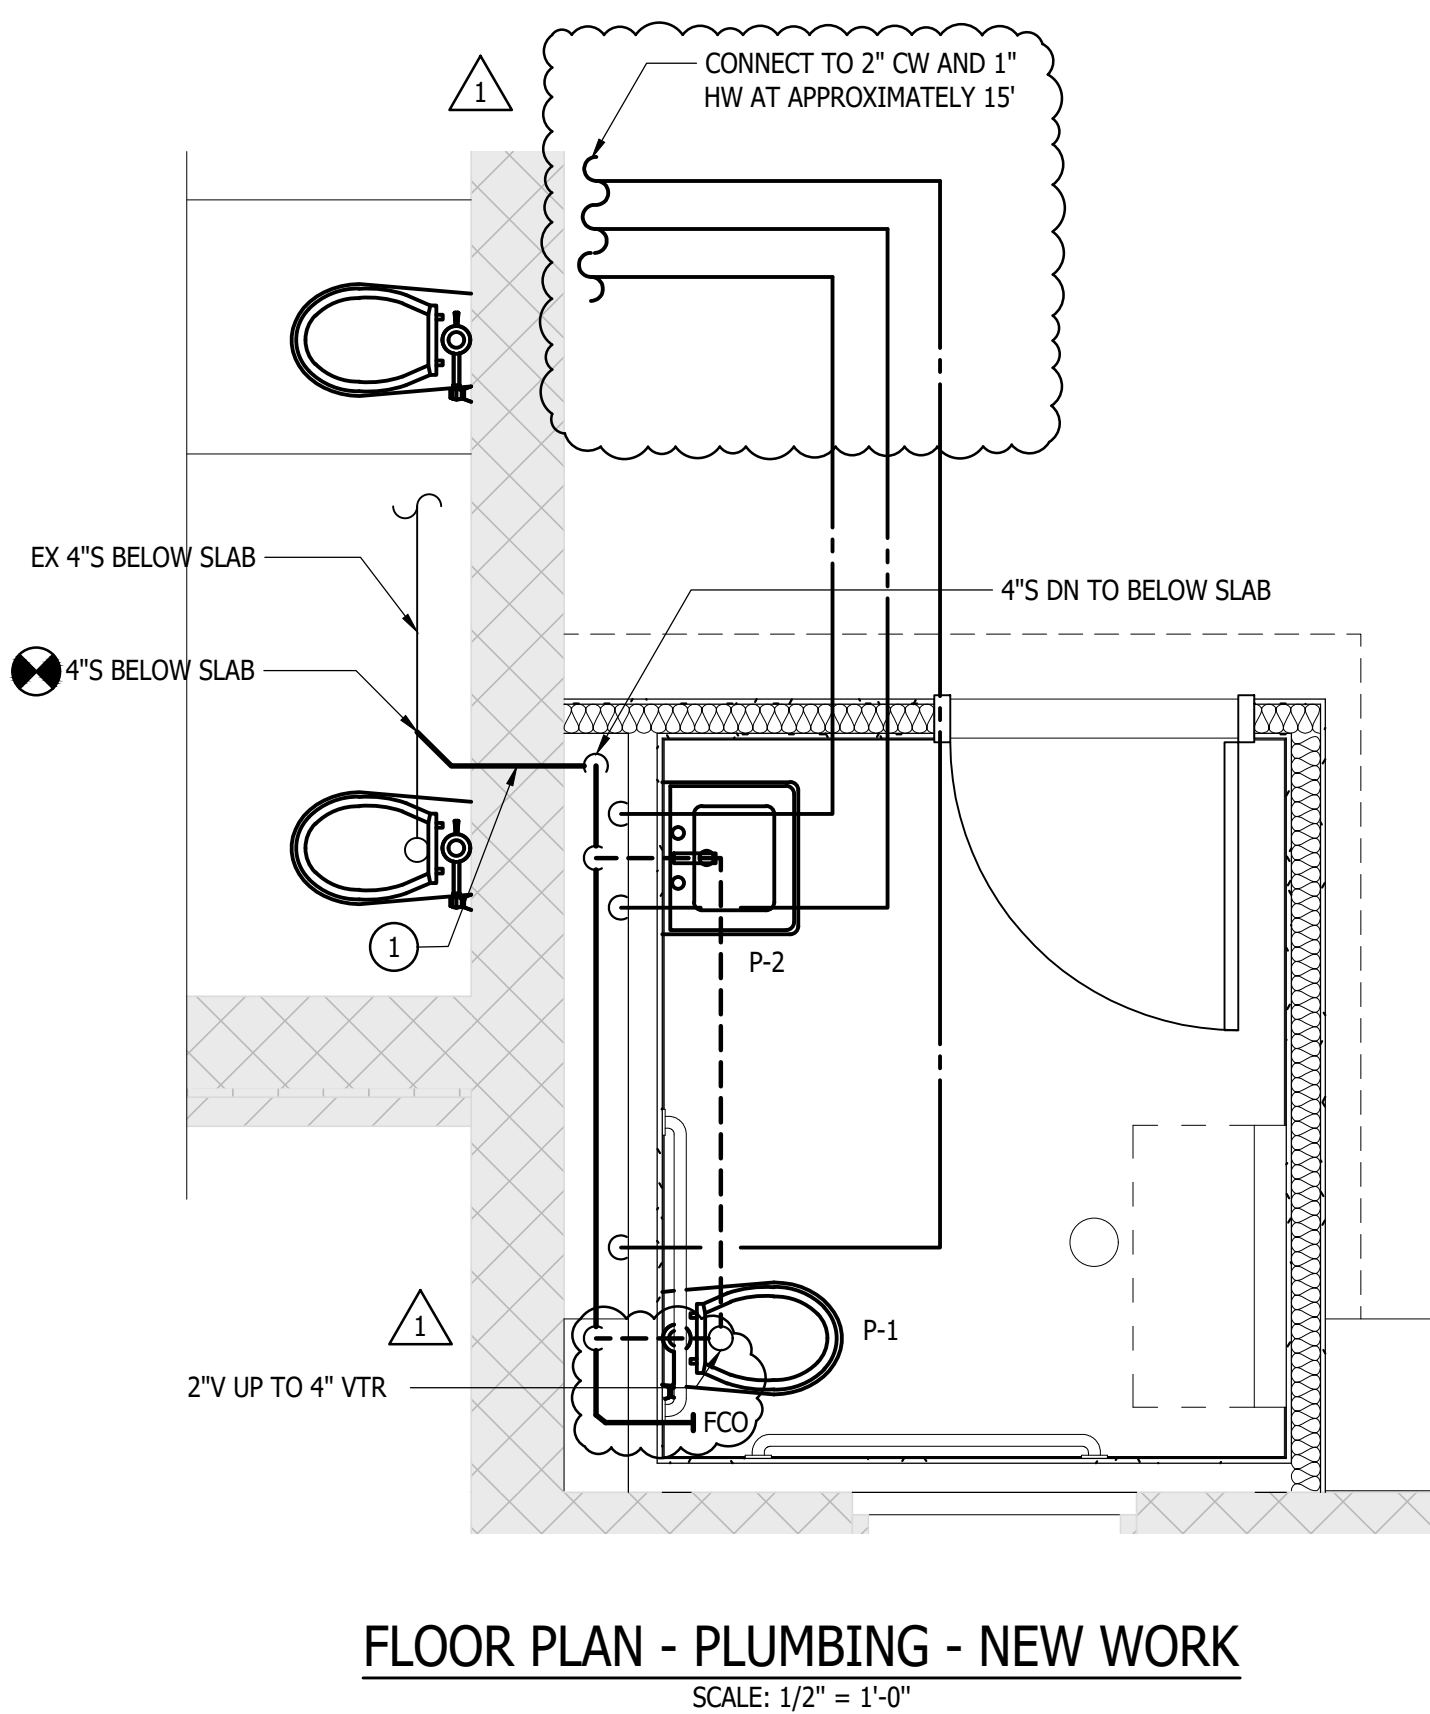 1
CONNECT TO 2" CW AND 1"
HW AT APPROXIMATELY 15'
EX 4"S BELOW SLAB
4"S DN TO BELOW SLAB
4"S BELOW SLAB
1
P-2
1
P-1
2"V UP TO 4" VTR
FCO
FLOOR PLAN - PLUMBING - NEW WORK
SCALE: 1/2" = 1'-0"